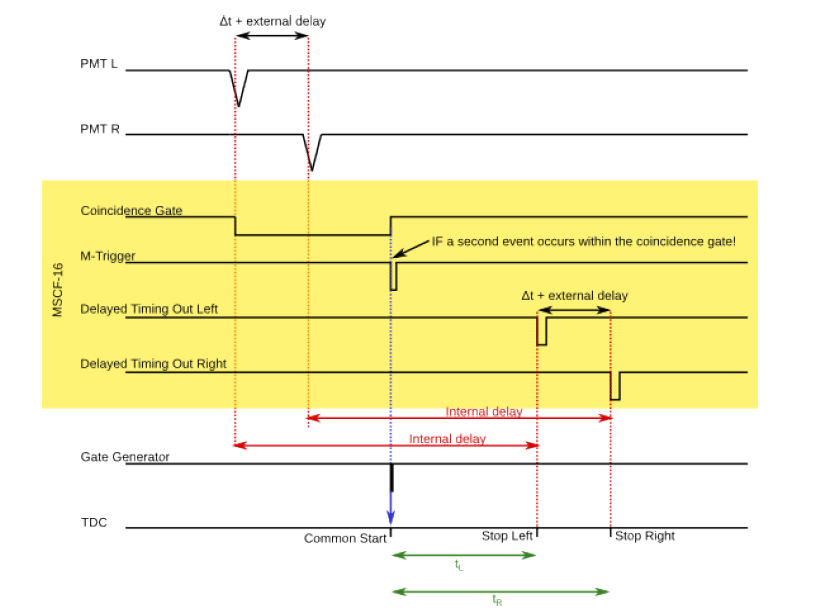 Δt + external delay
PMT L
PMT R
Coincidence Gate
IF a second event occurs within the coincidence gate!
M-Trigger
MSCF-16
Δt + external delay
Delayed Timing Out Left
Delayed Timing Out Right
Internal delay
Internal delay
Gate Generator
TDC
Common Start
Stop Left
Stop Right
tL
tR